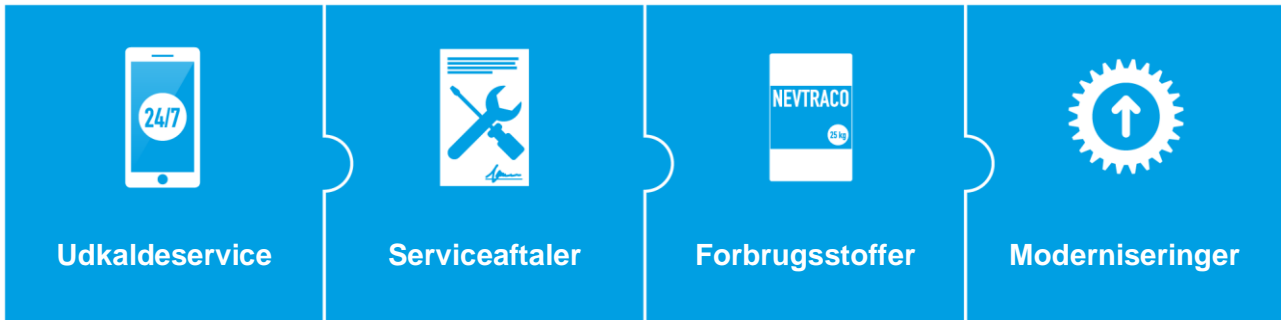 24/7
NEVTRACO
25 kg
Udkaldeservice
Serviceaftaler
Forbrugsstoffer
Moderniseringer